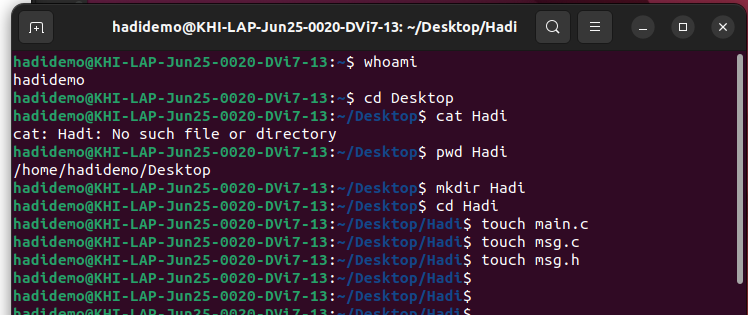 hadidemo@KHI-LAP-Jun25-0020-DVi7-13: ~/Desktop/Hadi
hadidemo@KHI-LAP-Jun25-0020-DVi7-13:~$ whoami
hadidemo
hadidemo@KHI-LAP-Jun25-0020-DVi7-13:~$ cd Desktop
hadidemo@KHI-LAP-Jun25-0020-DVi7-13:~/Desktop$ cat Hadi
cat: Hadi: No such file or directory
hadidemo@KHI-LAP-Jun25-0020-DVi7-13:~/Desktop$ pwd Hadi
/home/hadidemo/Desktop
hadidemo@KHI-LAP-Jun25-0020-DVi7-13:~/Desktop$ mkdir Hadi
hadidemo@KHI-LAP-Jun25-0020-DVi7-13:~/Desktop$ cd Hadi
hadidemo@KHI-LAP-Jun25-0020-DVi7-13:~/Desktop/Hadi$ touch main.c
hadidemo@KHI-LAP-Jun25-0020-DVi7-13:~/Desktop/Hadi$ touch msg.c
hadidemo@KHI-LAP-Jun25-0020-DVi7-13:~/Desktop/Hadi$ touch msg.h
hadidemo@KHI-LAP-Jun25-0020-DVi7-13:~/Desktop/Hadi$
hadidemo@KHI-LAP-Jun25-0020-DVi7-13:~/Desktop/Hadi$
hadidemo@KHI-LAP-Jun25-0020-DVi7-13:~/Desktop/Hadi$